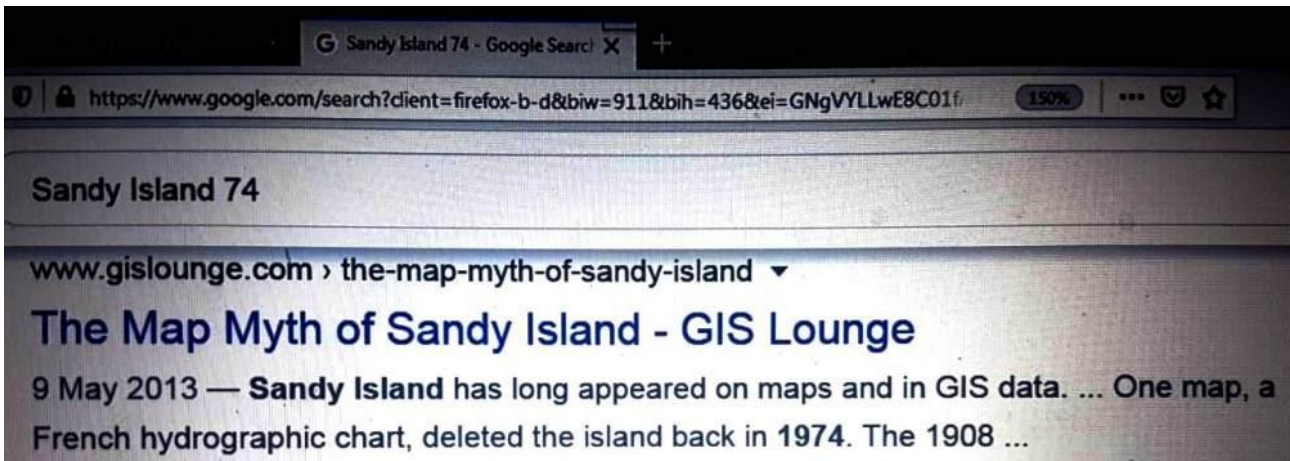 G Sandy Island 74 - Google Search
https://www.google.com/search?client=firefox-b-d&biw=911&bih=436&ei=GNgVYLLwE8C01f
150%
Sandy Island 74
www.gislounge.com › the-map-myth-of-sandy-island
The Map Myth of Sandy Island - GIS Lounge
9 May 2013 — Sandy Island has long appeared on maps and in GIS data. ... One map, a
French hydrographic chart, deleted the island back in 1974. The 1908 ...